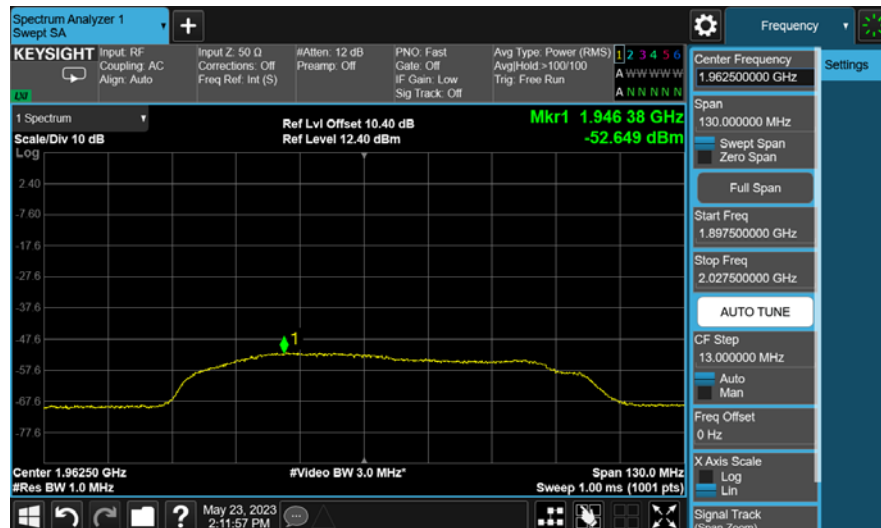 Spectrum Analyzer 1
Swept SA
Frequency
KEYSIGHT
Input: RF
Coupling: AC
Align: Auto
Input Z: 50 Ω
Corrections: Off
Freq Ref: Int (S)
#Atten: 12 dB
Preamp: Off
PNO: Fast
Gate: Off
IF Gain: Low
Sig Track: Off
Avg Type: Power (RMS)
Avg|Hold:>100/100
Trig: Free Run
1 2 3 4 5 6
A W W W W W
A N N N N N
LXI
1 Spectrum
Scale/Div 10 dB
Log
Ref Lvl Offset 10.40 dB
Ref Level 12.40 dBm
Mkr1 1.946 38 GHz
-52.649 dBm
2.40
-7.60
-17.6
-27.6
-37.6
-47.6
-57.6
-67.6
-77.6
1
Center 1.96250 GHz
#Res BW 1.0 MHz
#Video BW 3.0 MHz*
Span 130.0 MHz
Sweep 1.00 ms (1001 pts)
May 23, 2023
2:11:57 PM
Center Frequency
1.962500000 GHz
Settings
Span
130.000000 MHz
Swept Span
Zero Span
Full Span
Start Freq
1.897500000 GHz
Stop Freq
2.027500000 GHz
AUTO TUNE
CF Step
13.000000 MHz
Auto
Man
Freq Offset
0 Hz
X Axis Scale
Log
Lin
Signal Track
(Span Zoom)